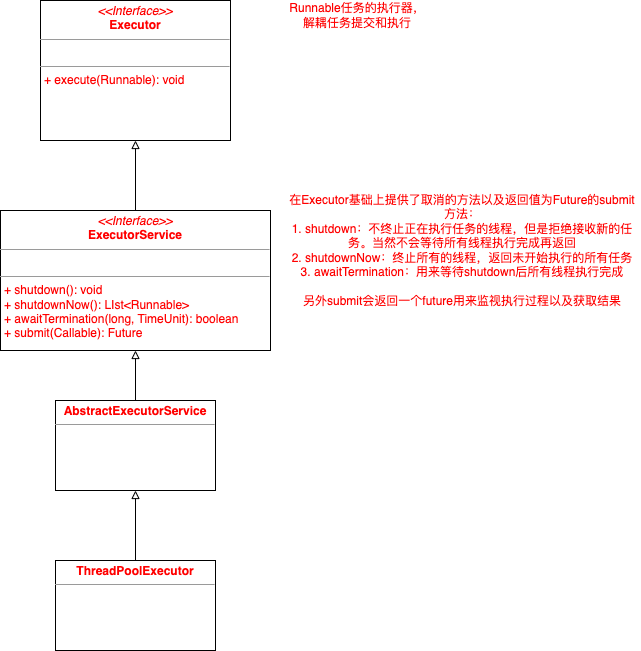 <<Interface>>
Executor
+ execute(Runnable): void
Runnable任务的执行器，
解耦任务提交和执行
<<Interface>>
ExecutorService
+ shutdown(): void
+ shutdownNow(): LIst<Runnable>
+ awaitTermination(long, TimeUnit): boolean
+ submit(Callable): Future
在Executor基础上提供了取消的方法以及返回值为Future的submit
方法：
1. shutdown：不终止正在执行任务的线程，但是拒绝接收新的任
务。当然不会等待所有线程执行完成再返回
2. shutdownNow：终止所有的线程，返回未开始执行的所有任务
3. awaitTermination：用来等待shutdown后所有线程执行完成
另外submit会返回一个future用来监视执行过程以及获取结果
AbstractExecutorService
ThreadPoolExecutor